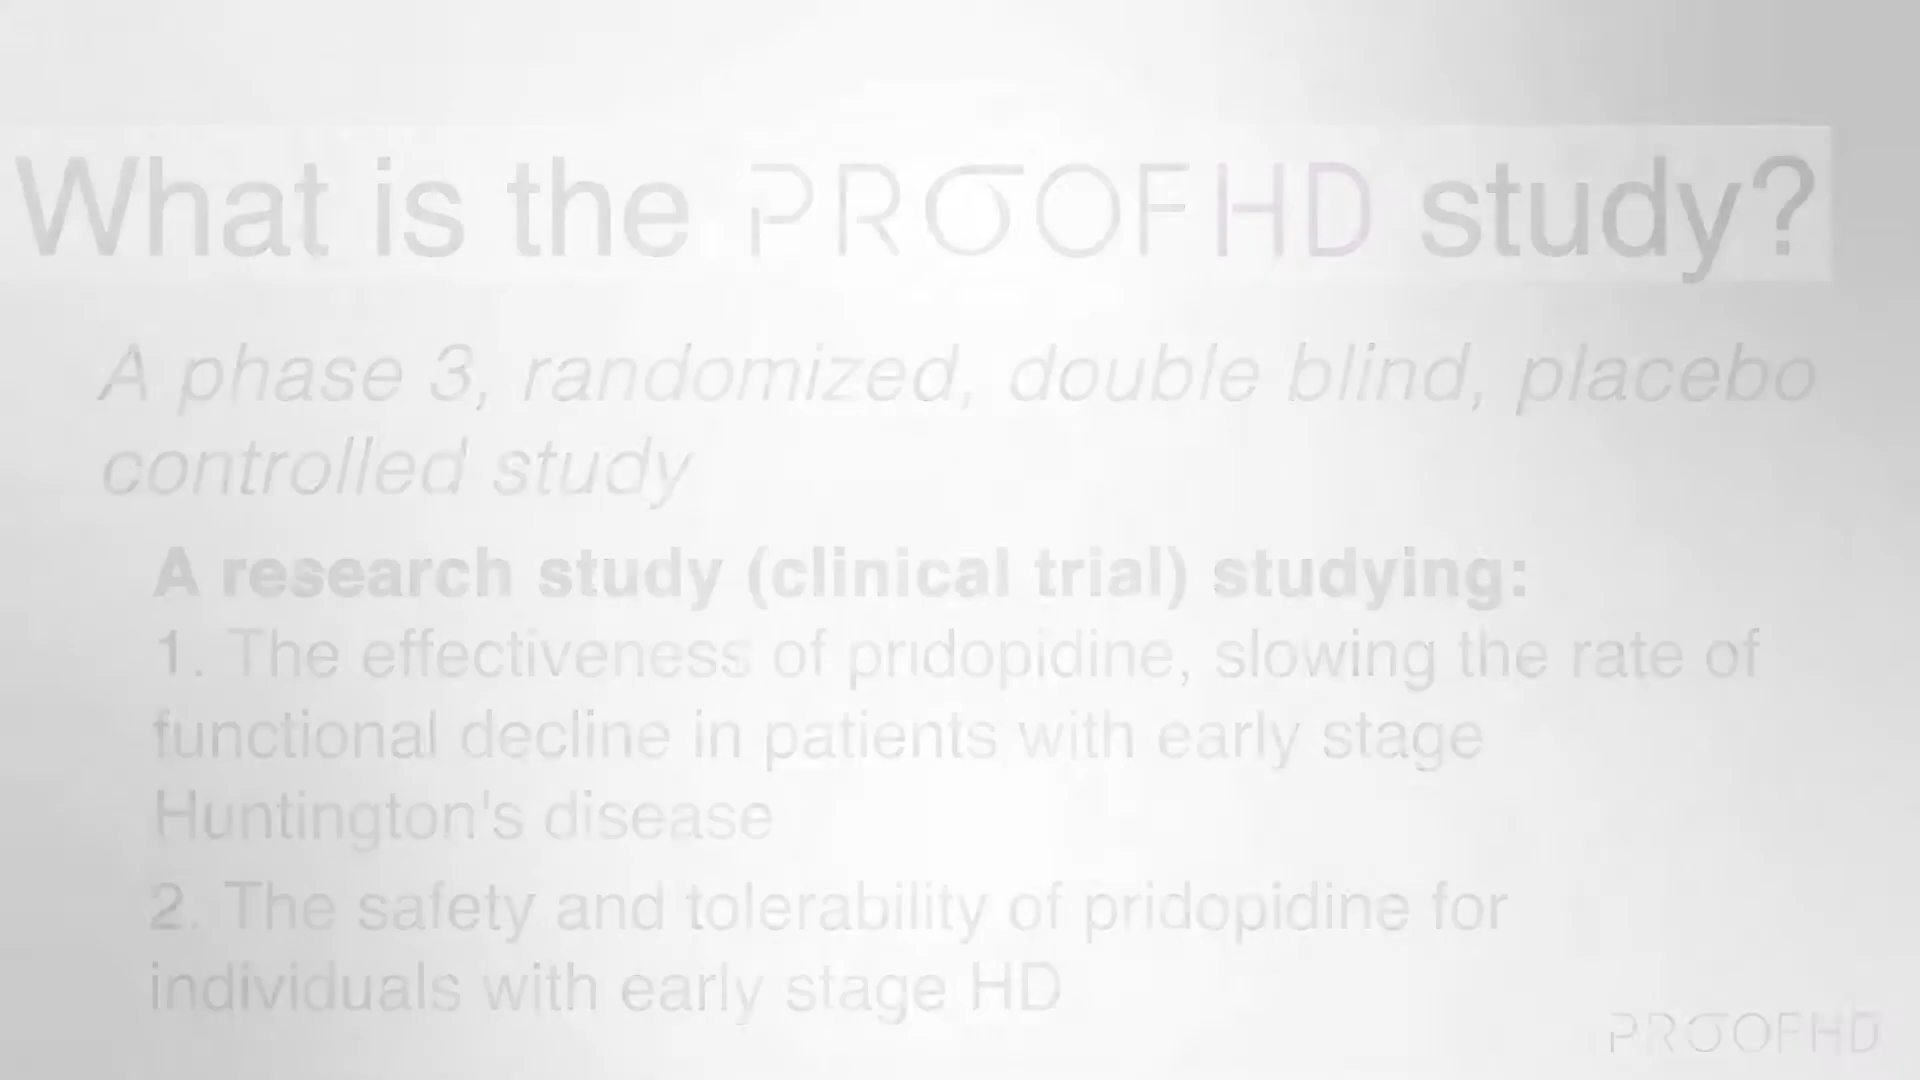 What is the PROOFHD study?
A phase 3, randomized, double blind, placebo
controlled study
A research study (clinical trial) studying:
1. The effectiveness of pridopidine, slowing the rate of
functional decline in patients with early stage
Huntington's disease
2. The safety and tolerability of pridopidine for
individuals with early stage HD
PROOFHD